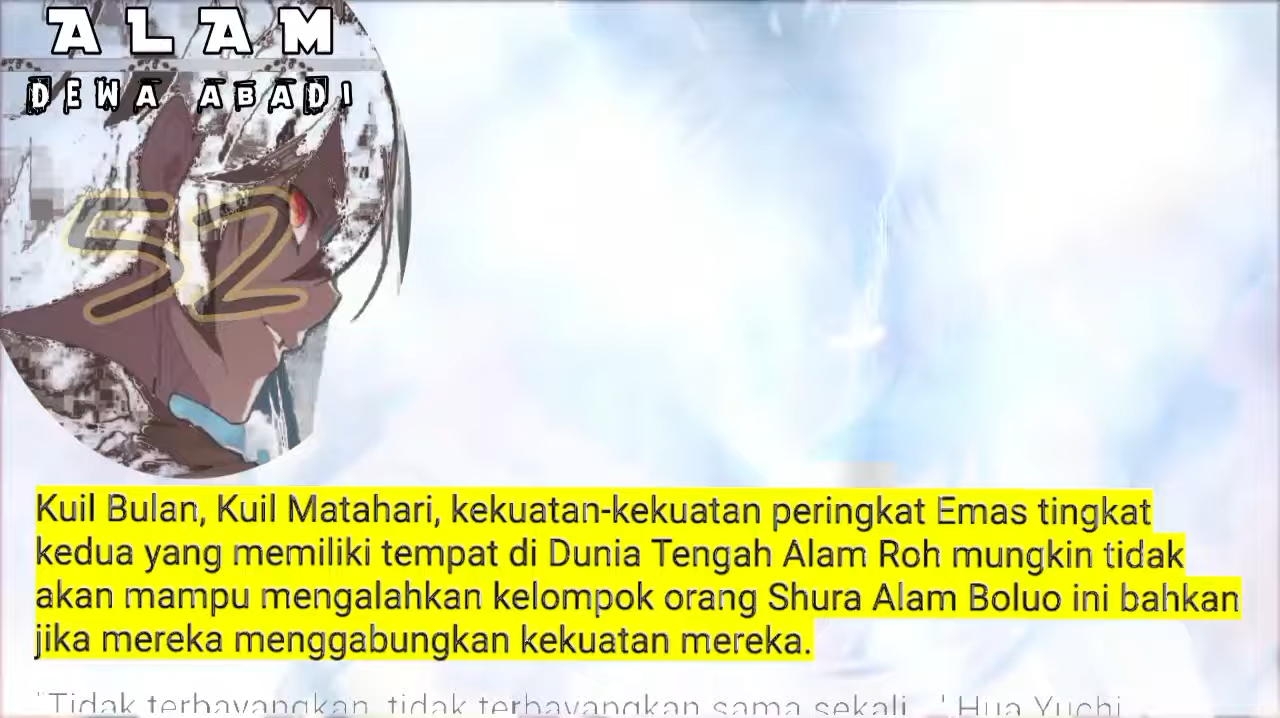 ALAM
DEWA ABADI
52
Kuil Bulan, Kuil Matahari, kekuatan-kekuatan peringkat Emas tingkat
kedua yang memiliki tempat di Dunia Tengah Alam Roh mungkin tidak
akan mampu mengalahkan kelompok orang Shura Alam Boluo ini bahkan
jika mereka menggabungkan kekuatan mereka.
"Tidak terbayangkan, tidak terbayangkan sama sekali..." Hua Yuchi